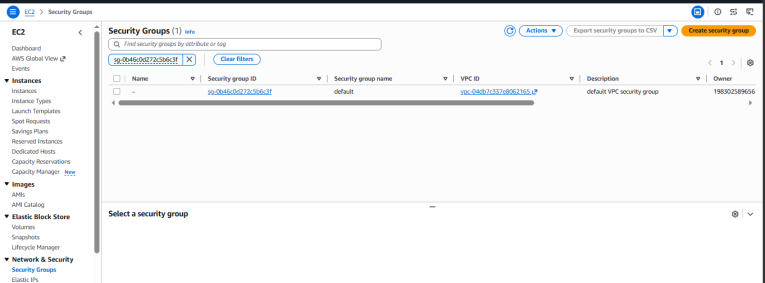 EC2 > Security Groups
EC2
Dashboard
AWS Global View
Events
Instances
Instances
Instance Types
Launch Templates
Spot Requests
Savings Plans
Reserved Instances
Dedicated Hosts
Capacity Reservations
Capacity Manager New
Images
AMIs
AMI Catalog
Elastic Block Store
Volumes
Snapshots
Lifecycle Manager
Network & Security
Security Groups
Elastic IPs
Security Groups (1) Info
Actions
Export security groups to CSV
Create security group
Find security groups by attribute or tag
sg-0b46c0d272c5b6c3f
Clear filters
1
Name Security group ID Security group name VPC ID Description Owner
– sg-0b46c0d272c5b6c3f default vpc-04db7c337e8062165 default VPC security group 198302589656
Select a security group